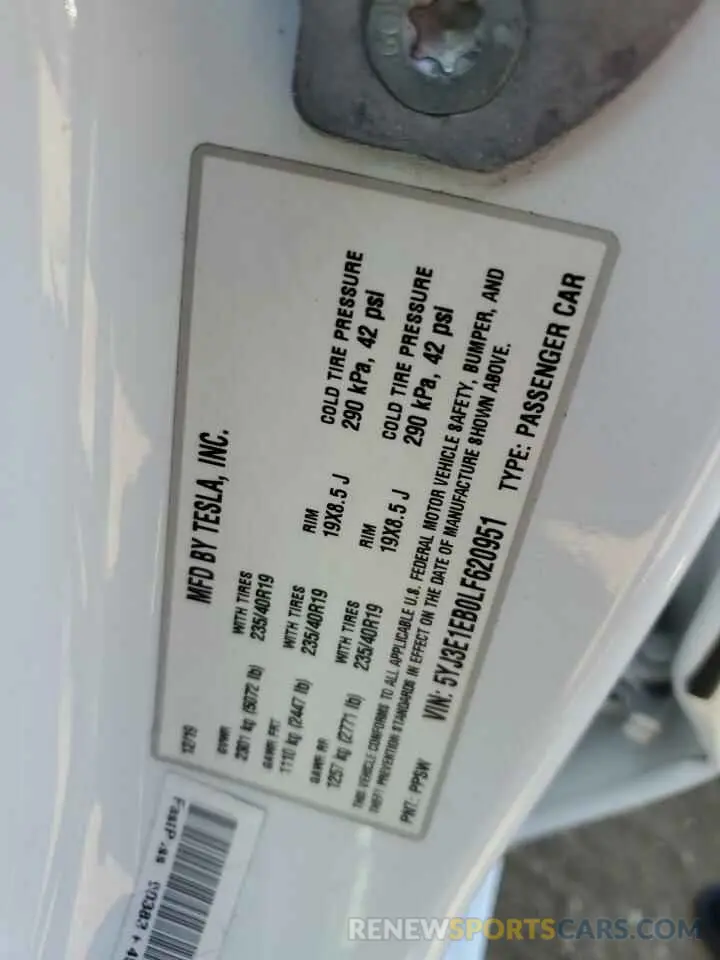 MFD BY TESLA, INC.
12/19
GVWR
2301 kg (5072 lb)
WITH TIRES
235/40R19
GAWR FRT
1110 kg (2447 lb)
WITH TIRES
235/40R19
RIM
19X8.5 J
COLD TIRE PRESSURE
290 kPa, 42 psi
GAWR RR
1257 kg (2771 lb)
WITH TIRES
235/40R19
RIM
19X8.5 J
COLD TIRE PRESSURE
290 kPa, 42 psi
THIS VEHICLE CONFORMS TO ALL APPLICABLE U.S. FEDERAL MOTOR VEHICLE SAFETY, BUMPER, AND
THEFT PREVENTION STANDARDS IN EFFECT ON THE DATE OF MANUFACTURE SHOWN ABOVE.
VIN: 5YJ3E1EB0LF620951
TYPE: PASSENGER CAR
PNT: PPSW
FastPass
RENEWSPORTSCARS.COM